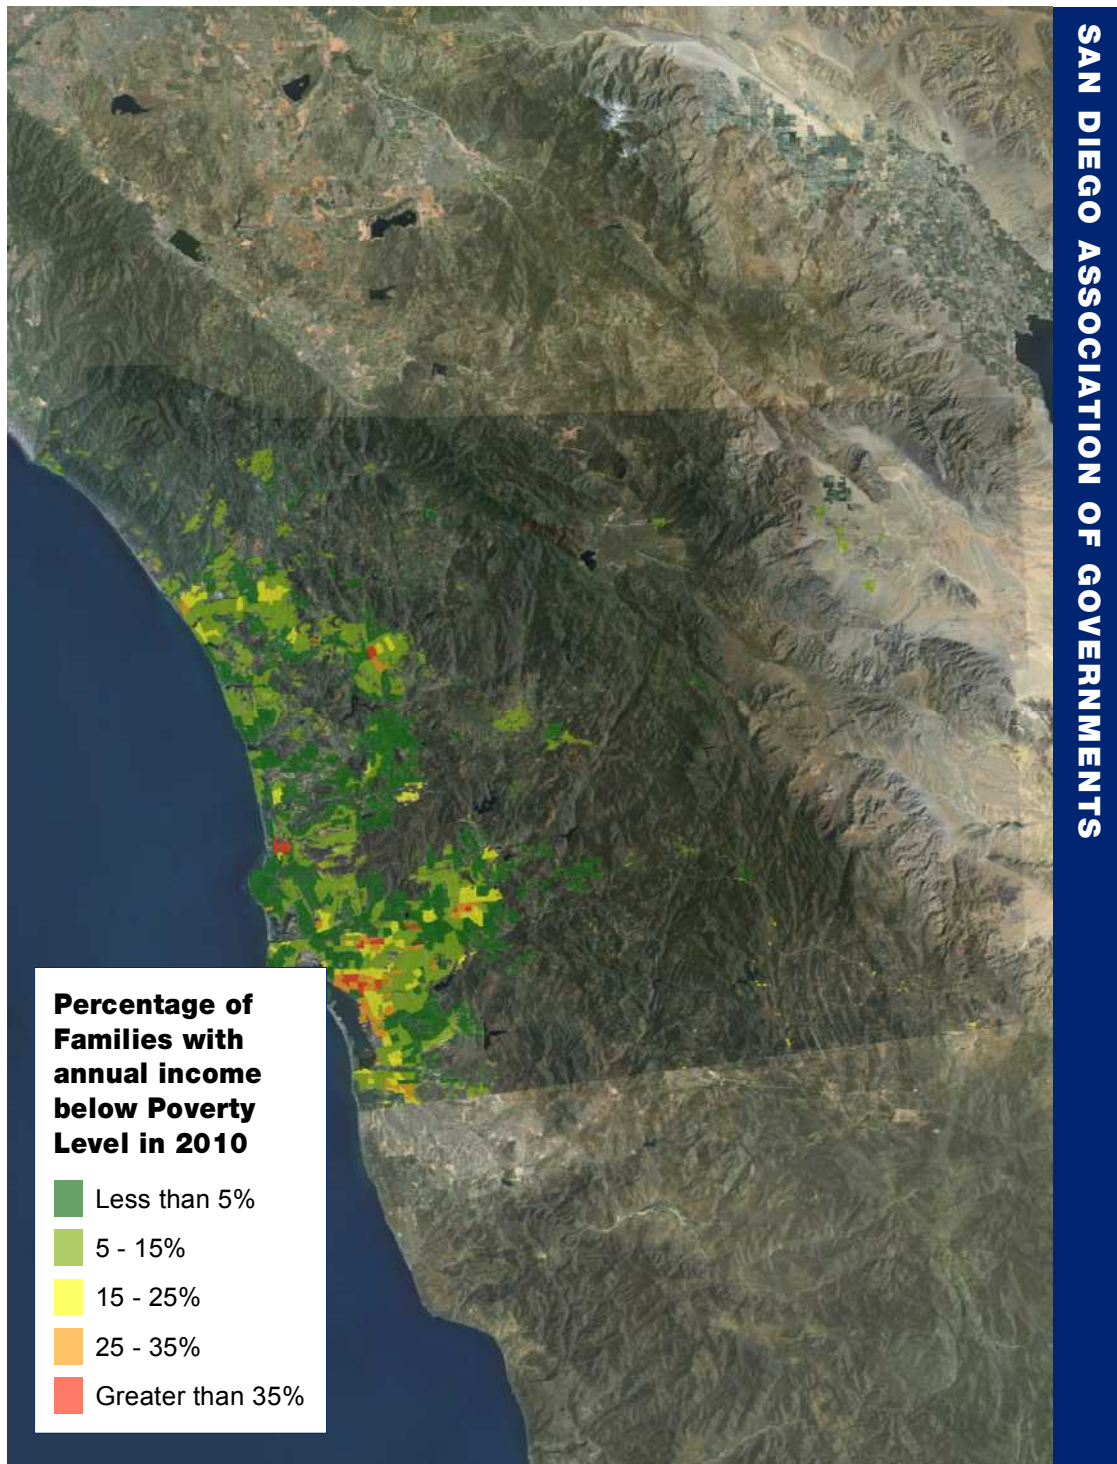 SAN DIEGO ASSOCIATION OF GOVERNMENTS
Percentage of
Families with
annual income
below Poverty
Level in 2010
Less than 5%
5 - 15%
15 - 25%
25 - 35%
Greater than 35%